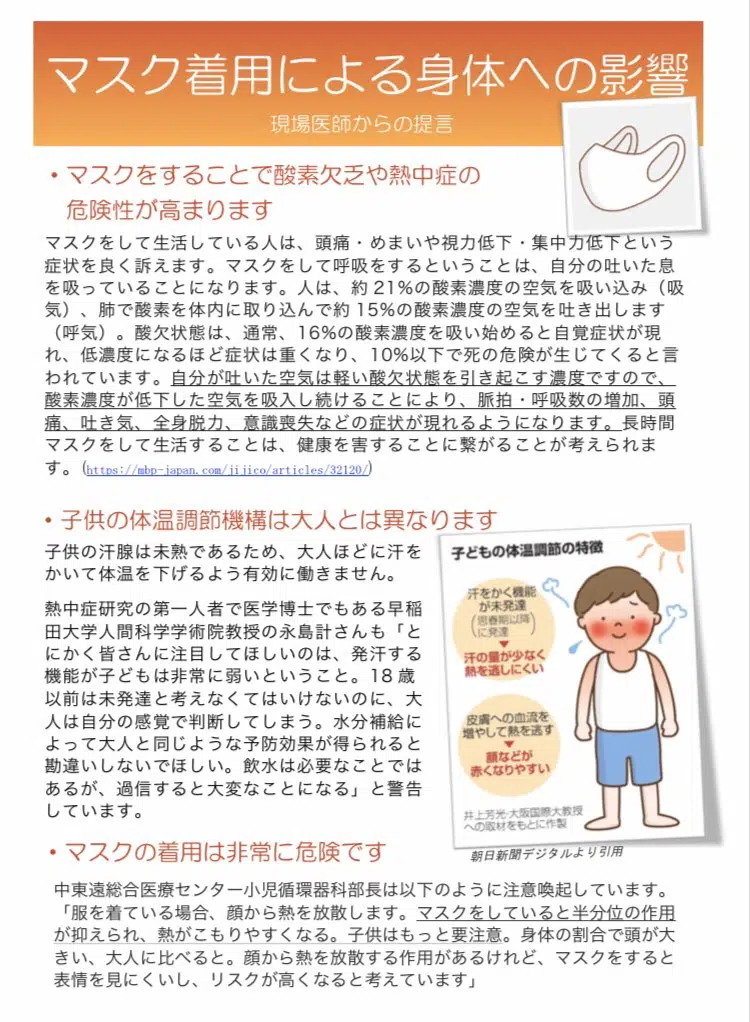 マスク着用による身体への影響
現場医師からの提言
・マスクをすることで酸素欠乏や熱中症の
危険性が高まります
マスクをして生活している人は、頭痛・めまいや視力低下・集中力低下という
症状を良く訴えます。マスクをして呼吸をするということは、自分の吐いた息
を吸っていることになります。人は、約21%の酸素濃度の空気を吸い込み（吸
気）、肺で酸素を体内に取り込んで約15%の酸素濃度の空気を吐き出します
（呼気）。酸欠状態は、通常、16%の酸素濃度を吸い始めると自覚症状が現
れ、低濃度になるほど症状は重くなり、10%以下で死の危険が生じてくると言
われています。自分が吐いた空気は軽い酸欠状態を引き起こす濃度ですので、
酸素濃度が低下した空気を吸入し続けることにより、脈拍・呼吸数の増加、頭
痛、吐き気、全身脱力、意識喪失などの症状が現れるようになります。長時間
マスクをして生活することは、健康を害することに繋がることが考えられま
す。(https://mbp-japan.com/jijico/articles/32120/)
・子供の体温調節機構は大人とは異なります
子供の汗腺は未熟であるため、大人ほどに汗を
かいて体温を下げるよう有効に働きません。
熱中症研究の第一人者で医学博士でもある早稲
田大学人間科学学術院教授の永島計さんも「と
にかく皆さんに注目してほしいのは、発汗する
機能が子どもは非常に弱いということ。18歳
以前は未発達と考えなくてはいけないのに、大
人は自分の感覚で判断してしまう。水分補給に
よって大人と同じような予防効果が得られると
勘違いしないでほしい。飲水は必要なことでは
あるが、過信すると大変なことになる」と警告
しています。
子どもの体温調節の特徴
汗をかく機能
が未発達
（思春期以降
に発達）
汗の量が少なく
熱を逃しにくい
皮膚への血流を
増やして熱を逃す
顔などが
赤くなりやすい
井上芳光・大阪国際大教授
への取材をもとに作製
朝日新聞デジタルより引用
・マスクの着用は非常に危険です
中東遠総合医療センター小児循環器科部長は以下のように注意喚起しています。
「服を着ている場合、顔から熱を放散します。マスクをしていると半分位の作用
が抑えられ、熱がこもりやすくなる。子供はもっと要注意。身体の割合で頭が大
きい、大人に比べると。顔から熱を放散する作用があるけれど、マスクをすると
表情を見にくいし、リスクが高くなると考えています」